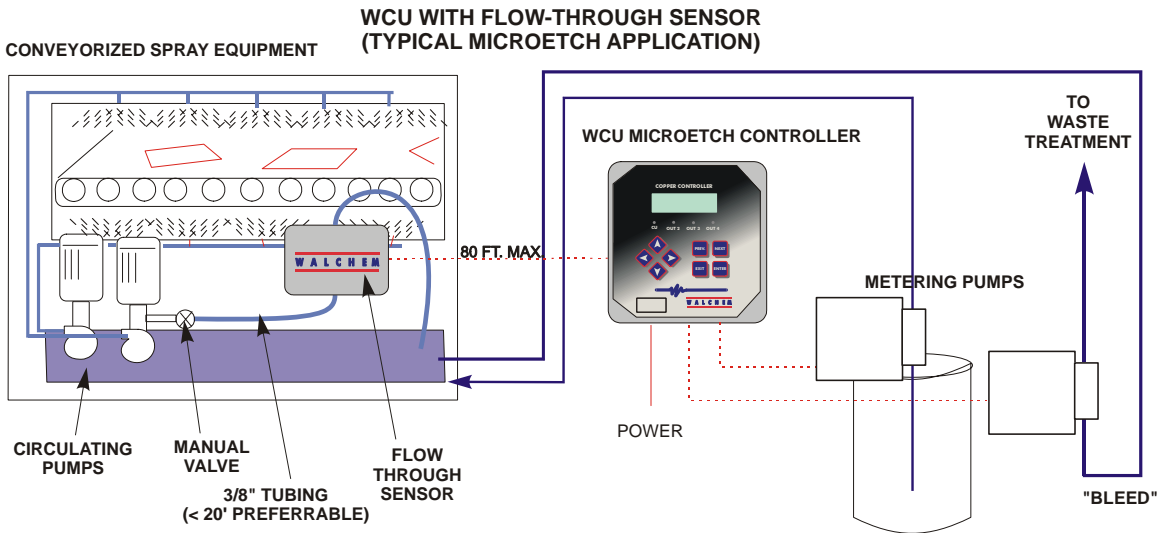 WCU WITH FLOW-THROUGH SENSOR
(TYPICAL MICROETCH APPLICATION)
CONVEYORIZED SPRAY EQUIPMENT
TO
WASTE
TREATMENT
WCU MICROETCH CONTROLLER
COPPER CONTROLLER
CU OUT 2 OUT 3 OUT 4
PREV. NEXT
EXIT ENTER
WALCHEM
WALCHEM
80 FT. MAX.
METERING PUMPS
POWER
CIRCULATING
PUMPS
MANUAL
VALVE
3/8" TUBING
(< 20' PREFERRABLE)
FLOW
THROUGH
SENSOR
"BLEED"